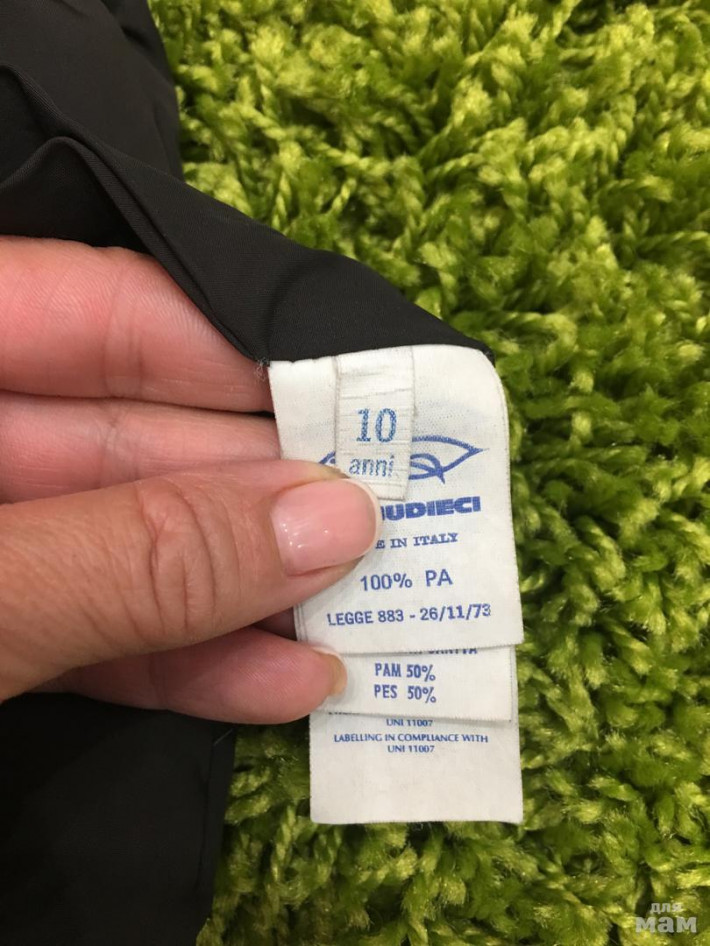 10
anni
UDIECI
E IN ITALY
100% PA
LEGGE 883 - 26/11/73
PAM 50%
PES 50%
UNI 11007
LABELLING IN COMPLIANCE WITH
UNI 11007
для
мам